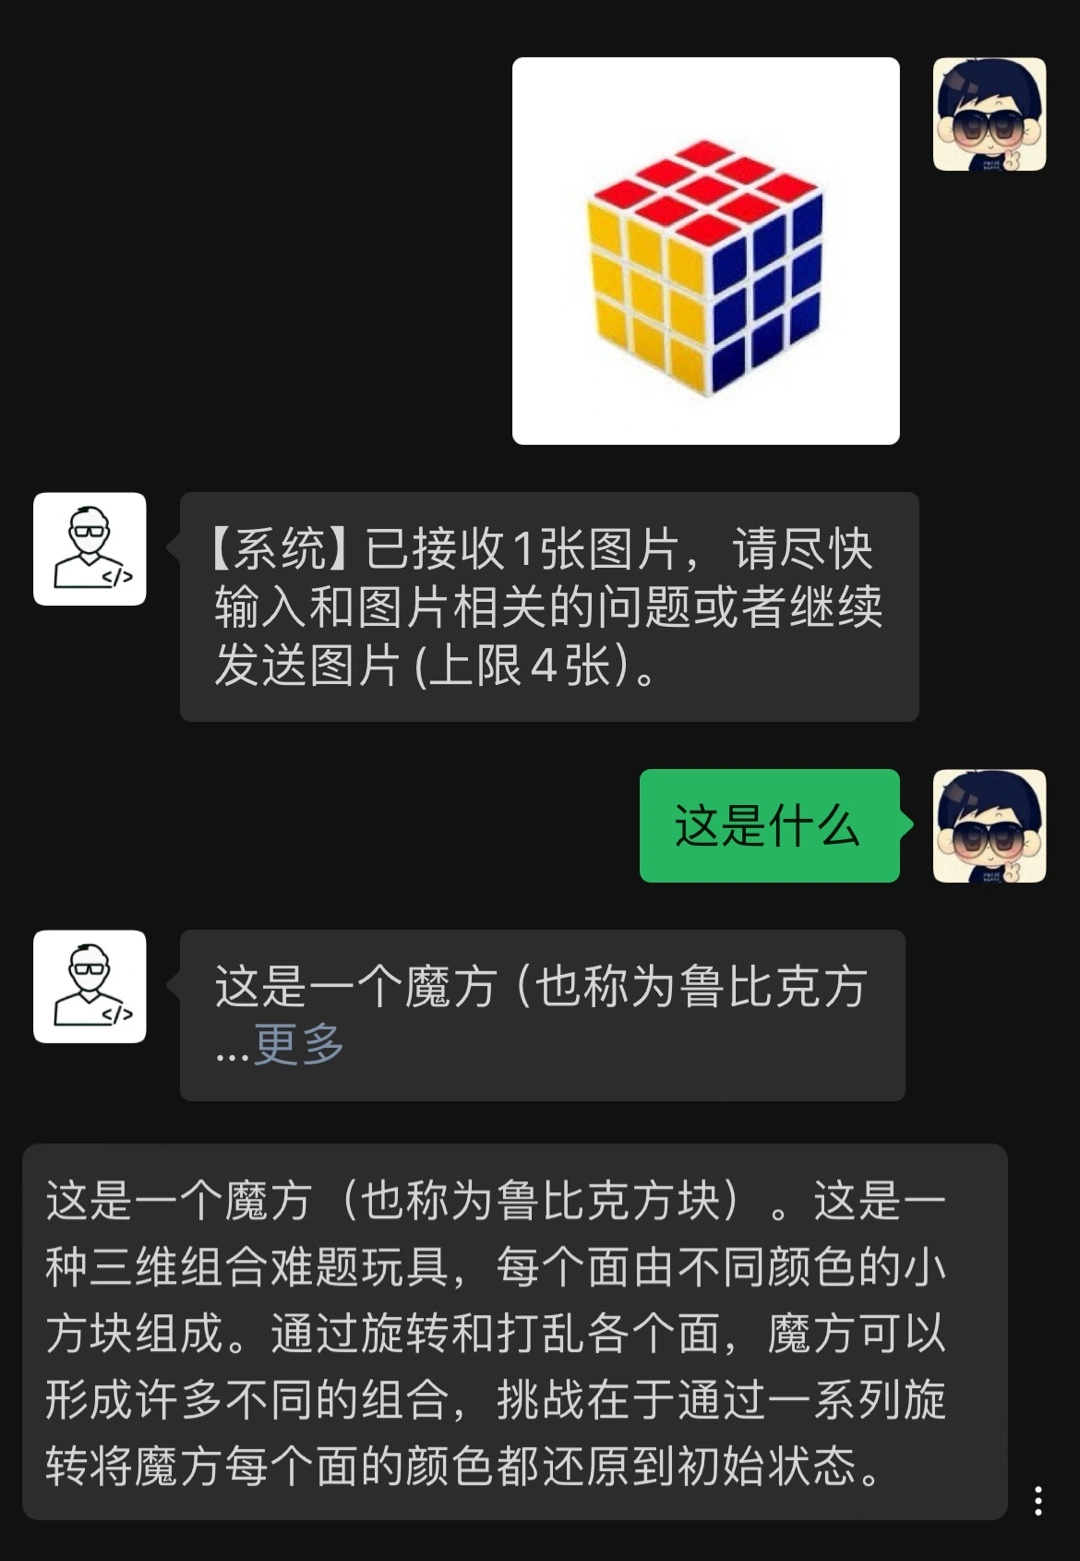 【系统】已接收1张图片，请尽快
输入和图片相关的问题或者继续
发送图片(上限4张)。
这是什么
这是一个魔方（也称为鲁比克方
...更多
这是一个魔方（也称为鲁比克方块）。这是一
种三维组合难题玩具，每个面由不同颜色的小
方块组成。通过旋转和打乱各个面，魔方可以
形成许多不同的组合，挑战在于通过一系列旋
转将魔方每个面的颜色都还原到初始状态。